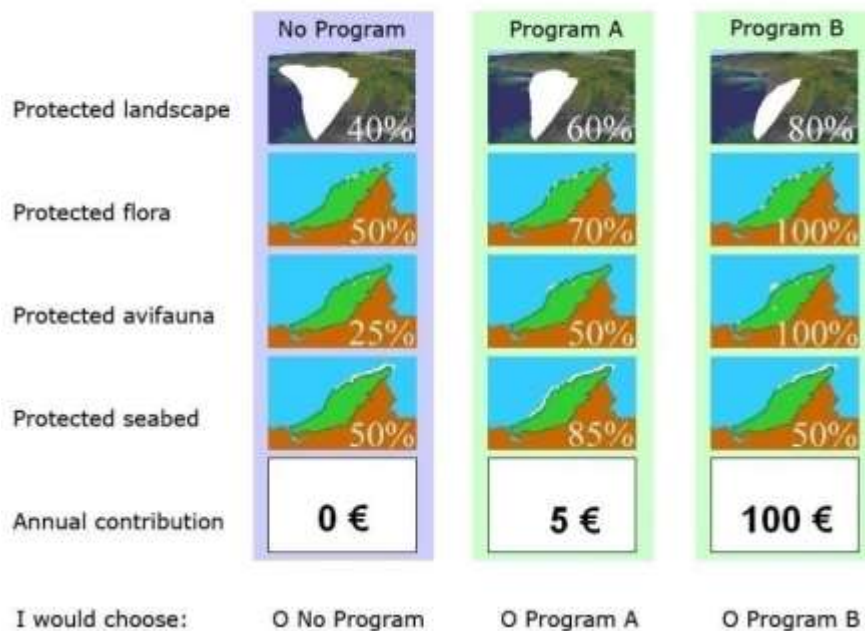 No Program Program A Program B
Protected landscape 40% 60% 80%
Protected flora 50% 70% 100%
Protected avifauna 25% 50% 100%
Protected seabed 50% 85% 50%
Annual contribution 0 € 5 € 100 €
I would choose: O No Program O Program A O Program B